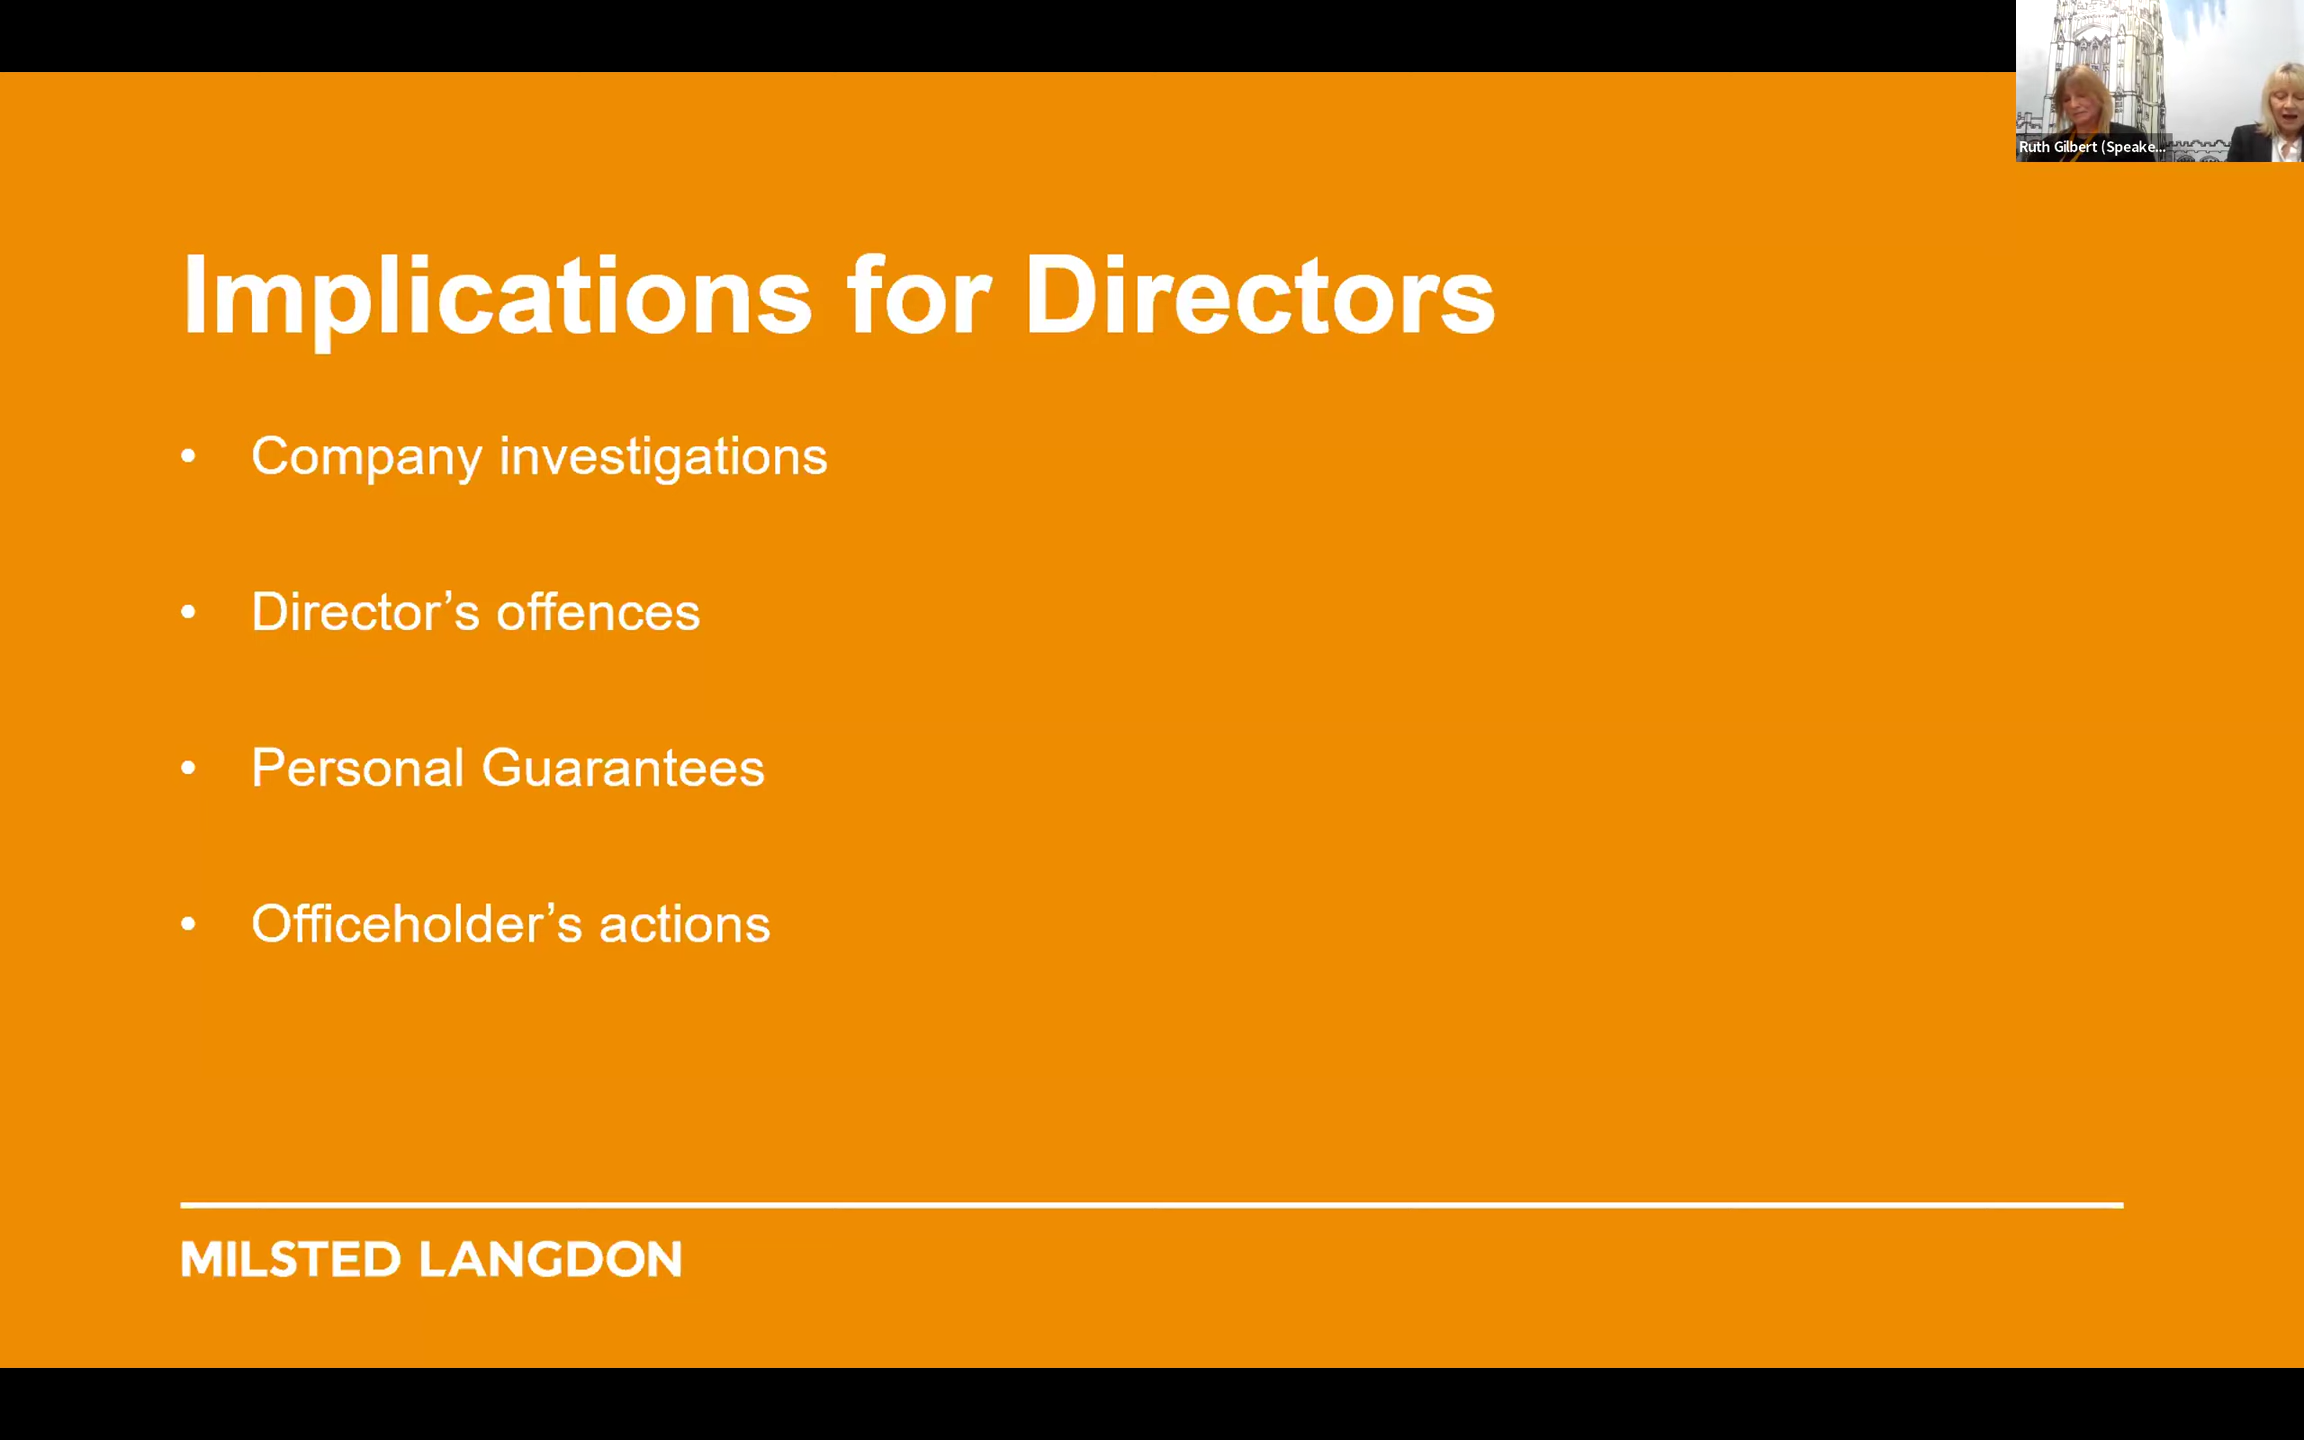 Ruth Gilbert (Speake...
Implications for Directors
• Company investigations
• Director’s offences
• Personal Guarantees
• Officeholder’s actions
MILSTED LANGDON